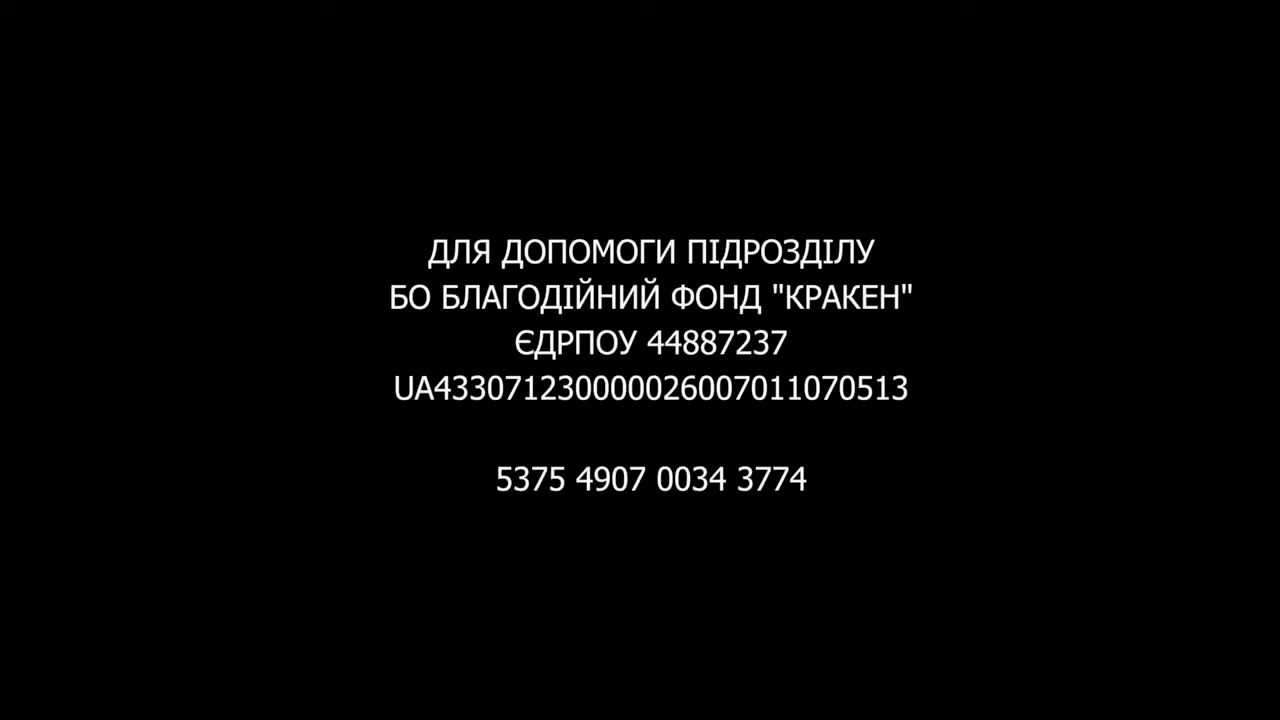 ДЛЯ ДОПОМОГИ ПІДРОЗДІЛУ
БО БЛАГОДІЙНИЙ ФОНД "КРАКЕН"
ЄДРПОУ 44887237
UA433071230000026007011070513
5375 4907 0034 3774